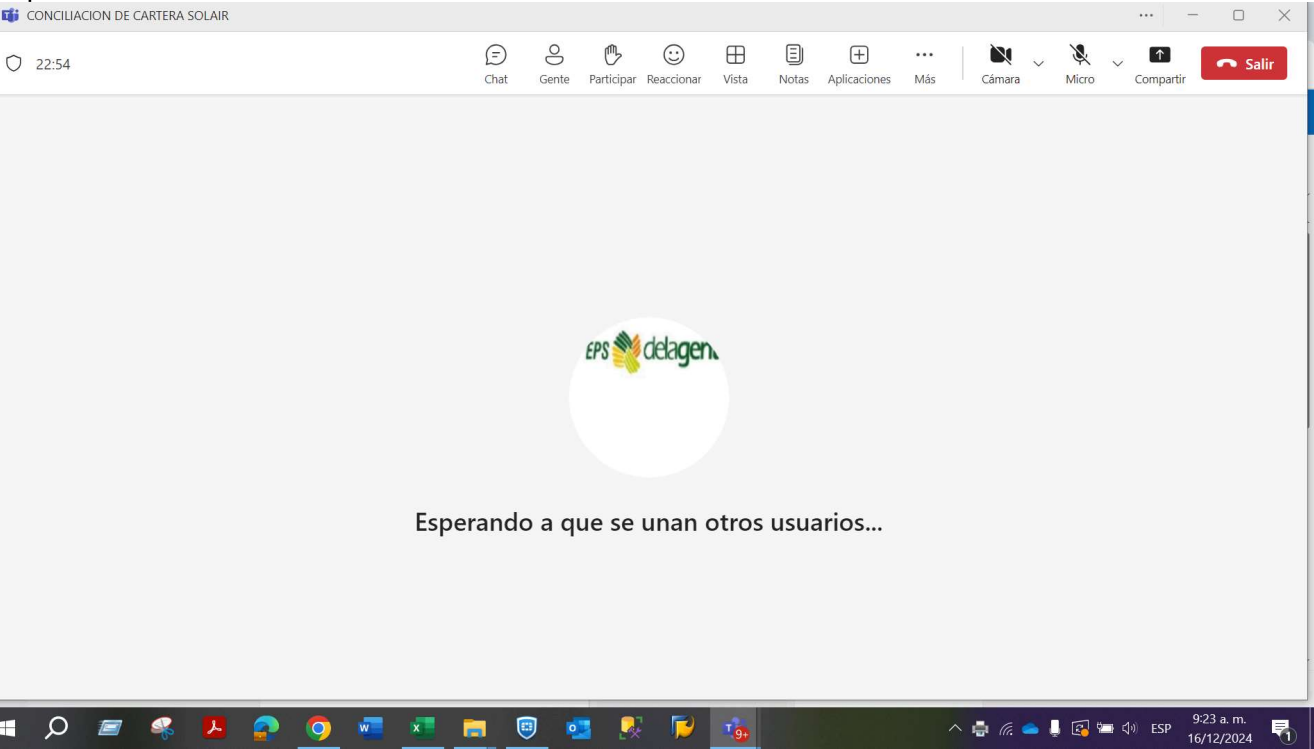 CONCILIACION DE CARTERA SOLAIR
22:54
Chat
Gente
Participar
Reaccionar
Vista
Notas
Aplicaciones
Más
Cámara
Micro
Compartir
Salir
EPS delagen
Esperando a que se unan otros usuarios...
9+
ESP
9:23 a. m.
16/12/2024
1